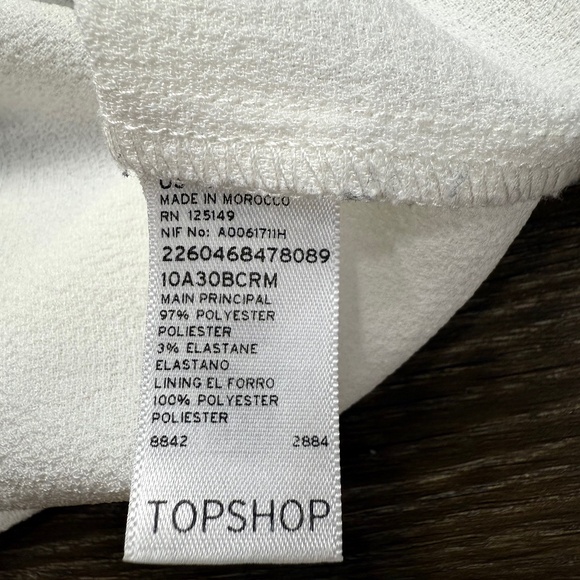 MADE IN MOROCCO
RN 125149
NIF No: A0061711H
2260468478089
10A30BCRM
MAIN PRINCIPAL
97% POLYESTER
POLIESTER
3% ELASTANE
ELASTANO
LINING EL FORRO
100% POLYESTER
POLIESTER
8842 2884
TOPSHOP